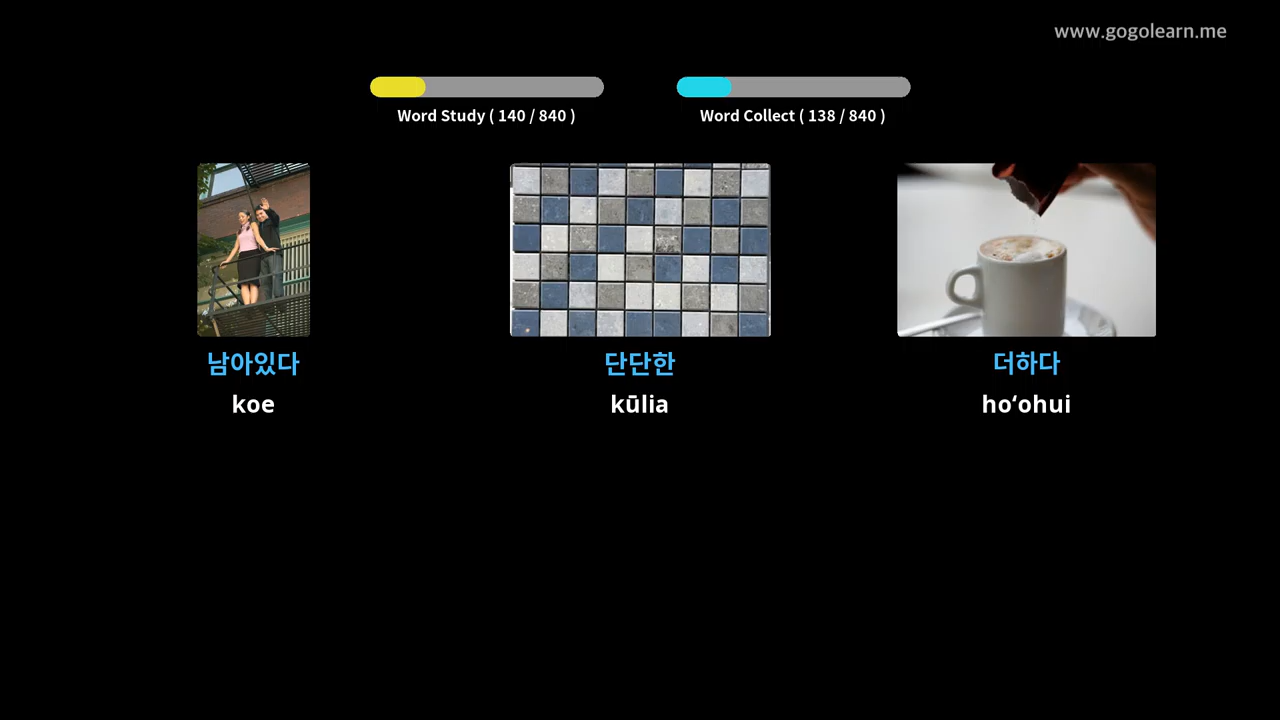 www.gogolearn.me
Word Study ( 140 / 840 )
Word Collect ( 138 / 840 )
남아있다
koe
단단한
kūlia
더하다
hoʻohui